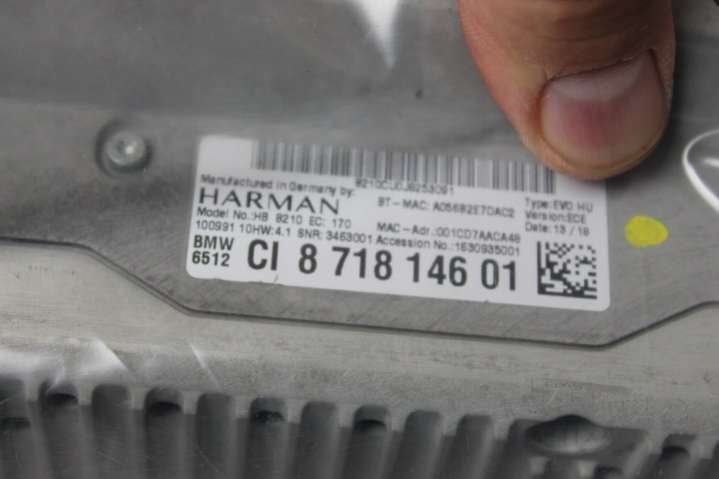 8210CU0J6253091
Manufactured in Germany by:
HARMAN
BT-MAC: A056B2E7DAC2
Type:EVO HU
Version:ECE
Model No.:HB 8210 EC: 170
MAC-Adr.:001CD7AACA48
Date: 13 / 18
100991 10HW:4.1 SNR: 3463001 Accession No.:1630935001
BMW
6512
CI 8 718 146 01